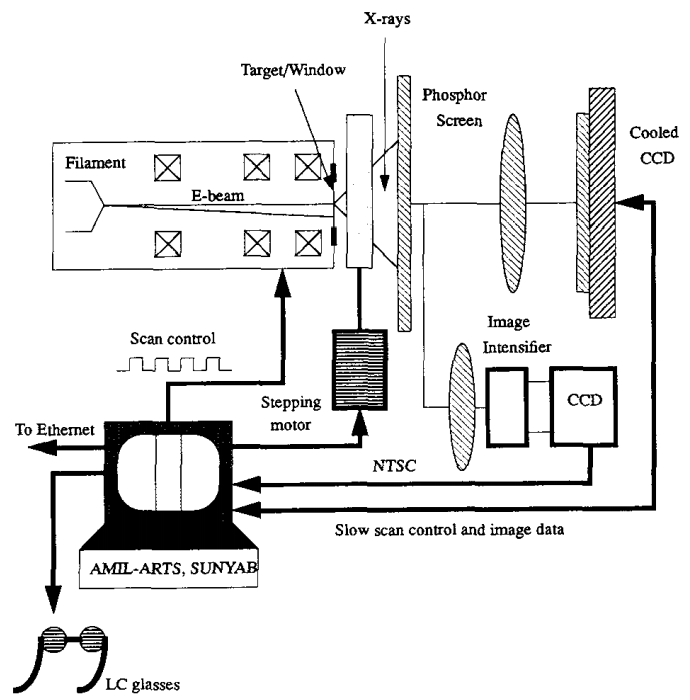 X-rays
Target/Window
Phosphor
Screen
Cooled
CCD
Filament
E-beam
Scan control
Image
Intensifier
CCD
Stepping
motor
To Ethernet
NTSC
Slow scan control and image data
AMIL-ARTS, SUNYAB
LC glasses